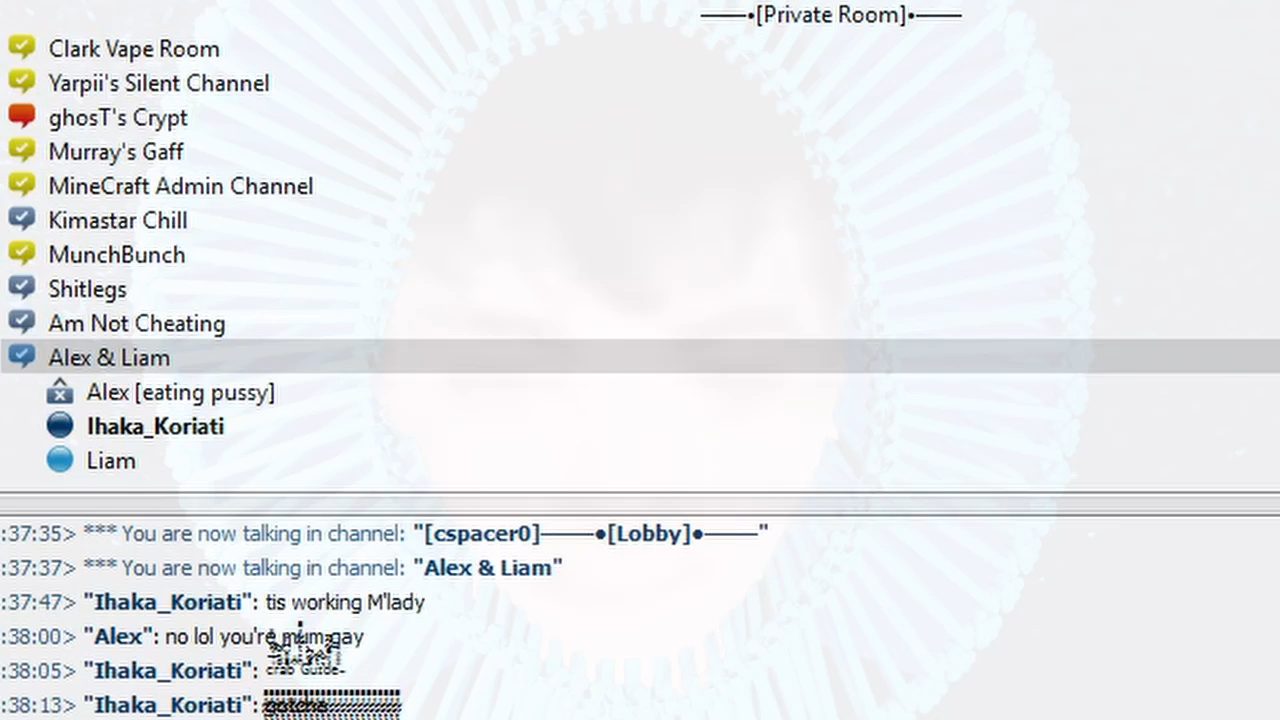 ———•[Private Room]•———
Clark Vape Room
Yarpii's Silent Channel
ghosT's Crypt
Murray's Gaff
MineCraft Admin Channel
Kimastar Chill
MunchBunch
Shitlegs
Am Not Cheating
Alex & Liam
Alex [eating pussy]
Ihaka_Koriati
Liam
:37:35> *** You are now talking in channel: "[cspacer0]———●[Lobby]●———"
:37:37> *** You are now talking in channel: "Alex & Liam"
:37:47> "Ihaka_Koriati": tis working M'lady
:38:00> "Alex": no lol you're mum gay
:38:05> "Ihaka_Koriati":
:38:13> "Ihaka_Koriati": gotcha